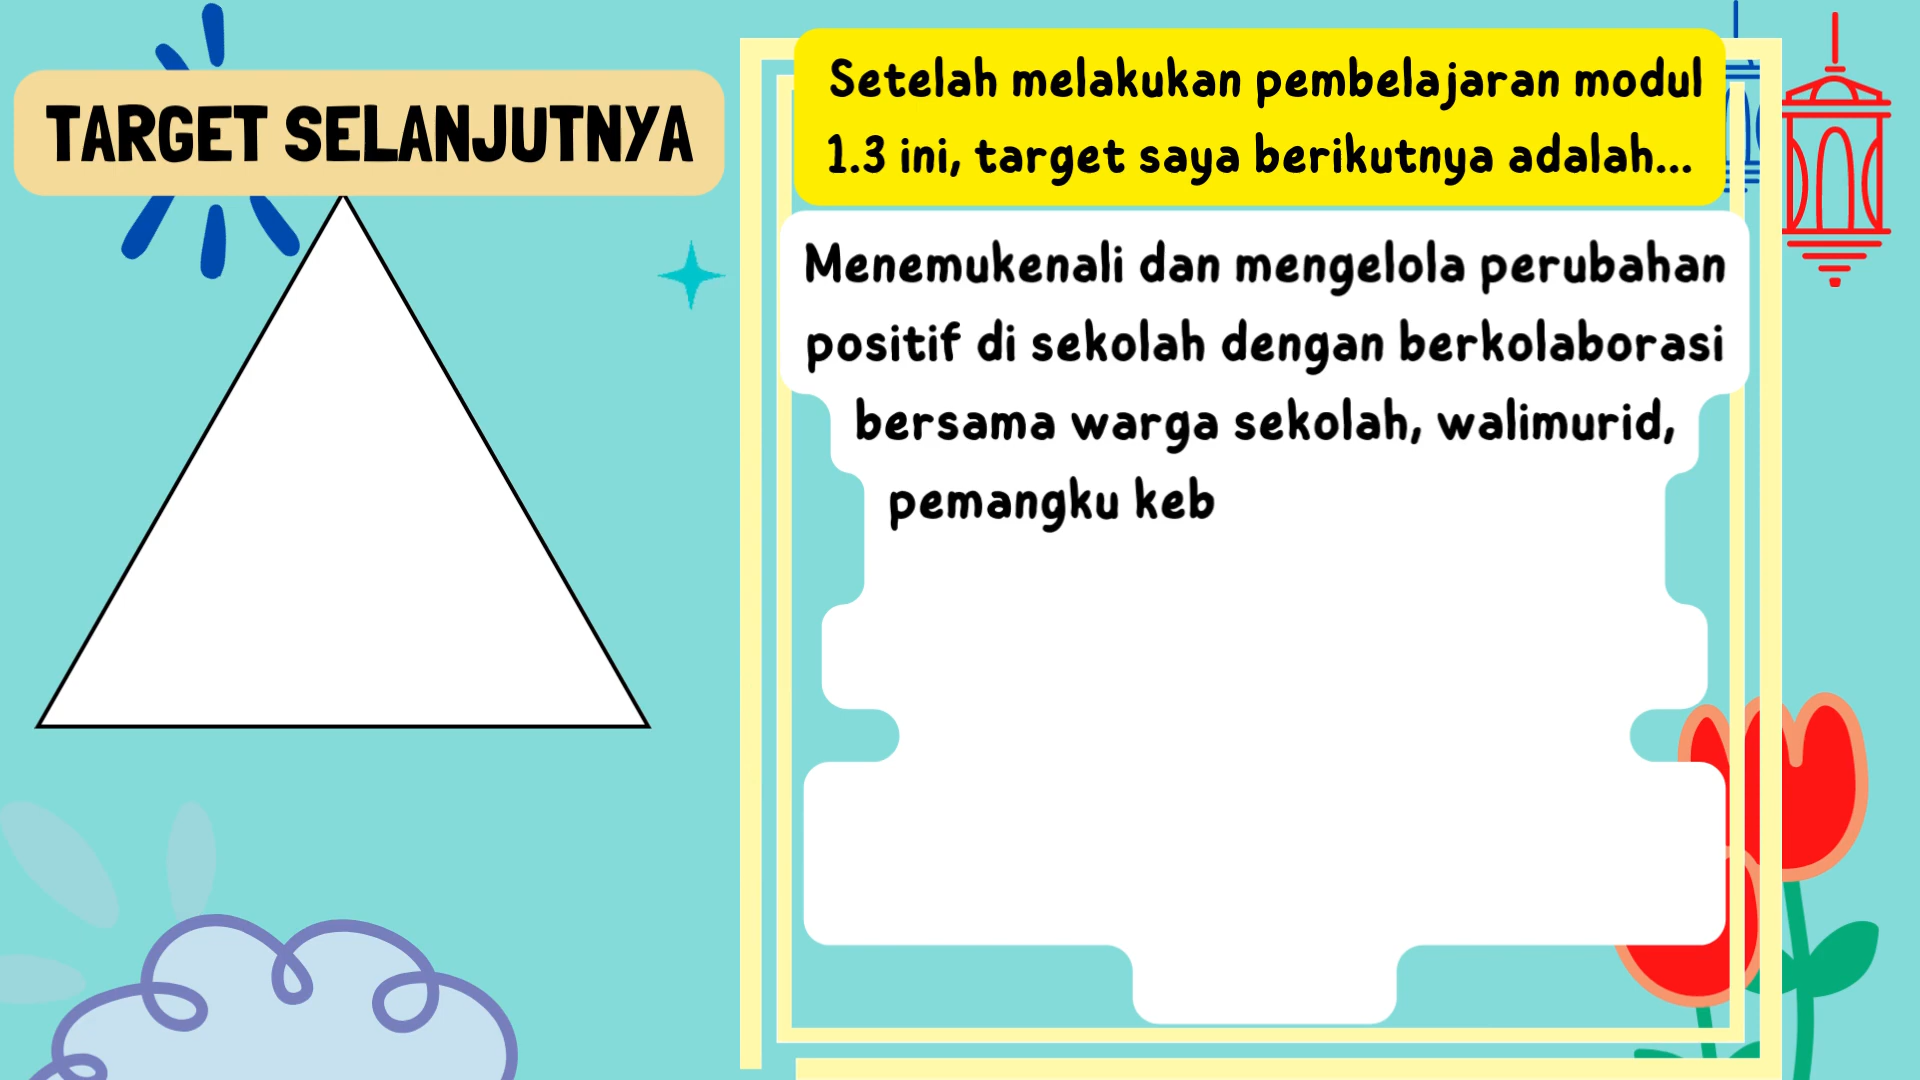 TARGET SELANJUTNYA
Setelah melakukan pembelajaran modul
1.3 ini, target saya berikutnya adalah...
Menemukenali dan mengelola perubahan
positif di sekolah dengan berkolaborasi
bersama warga sekolah, walimurid,
pemangku keb